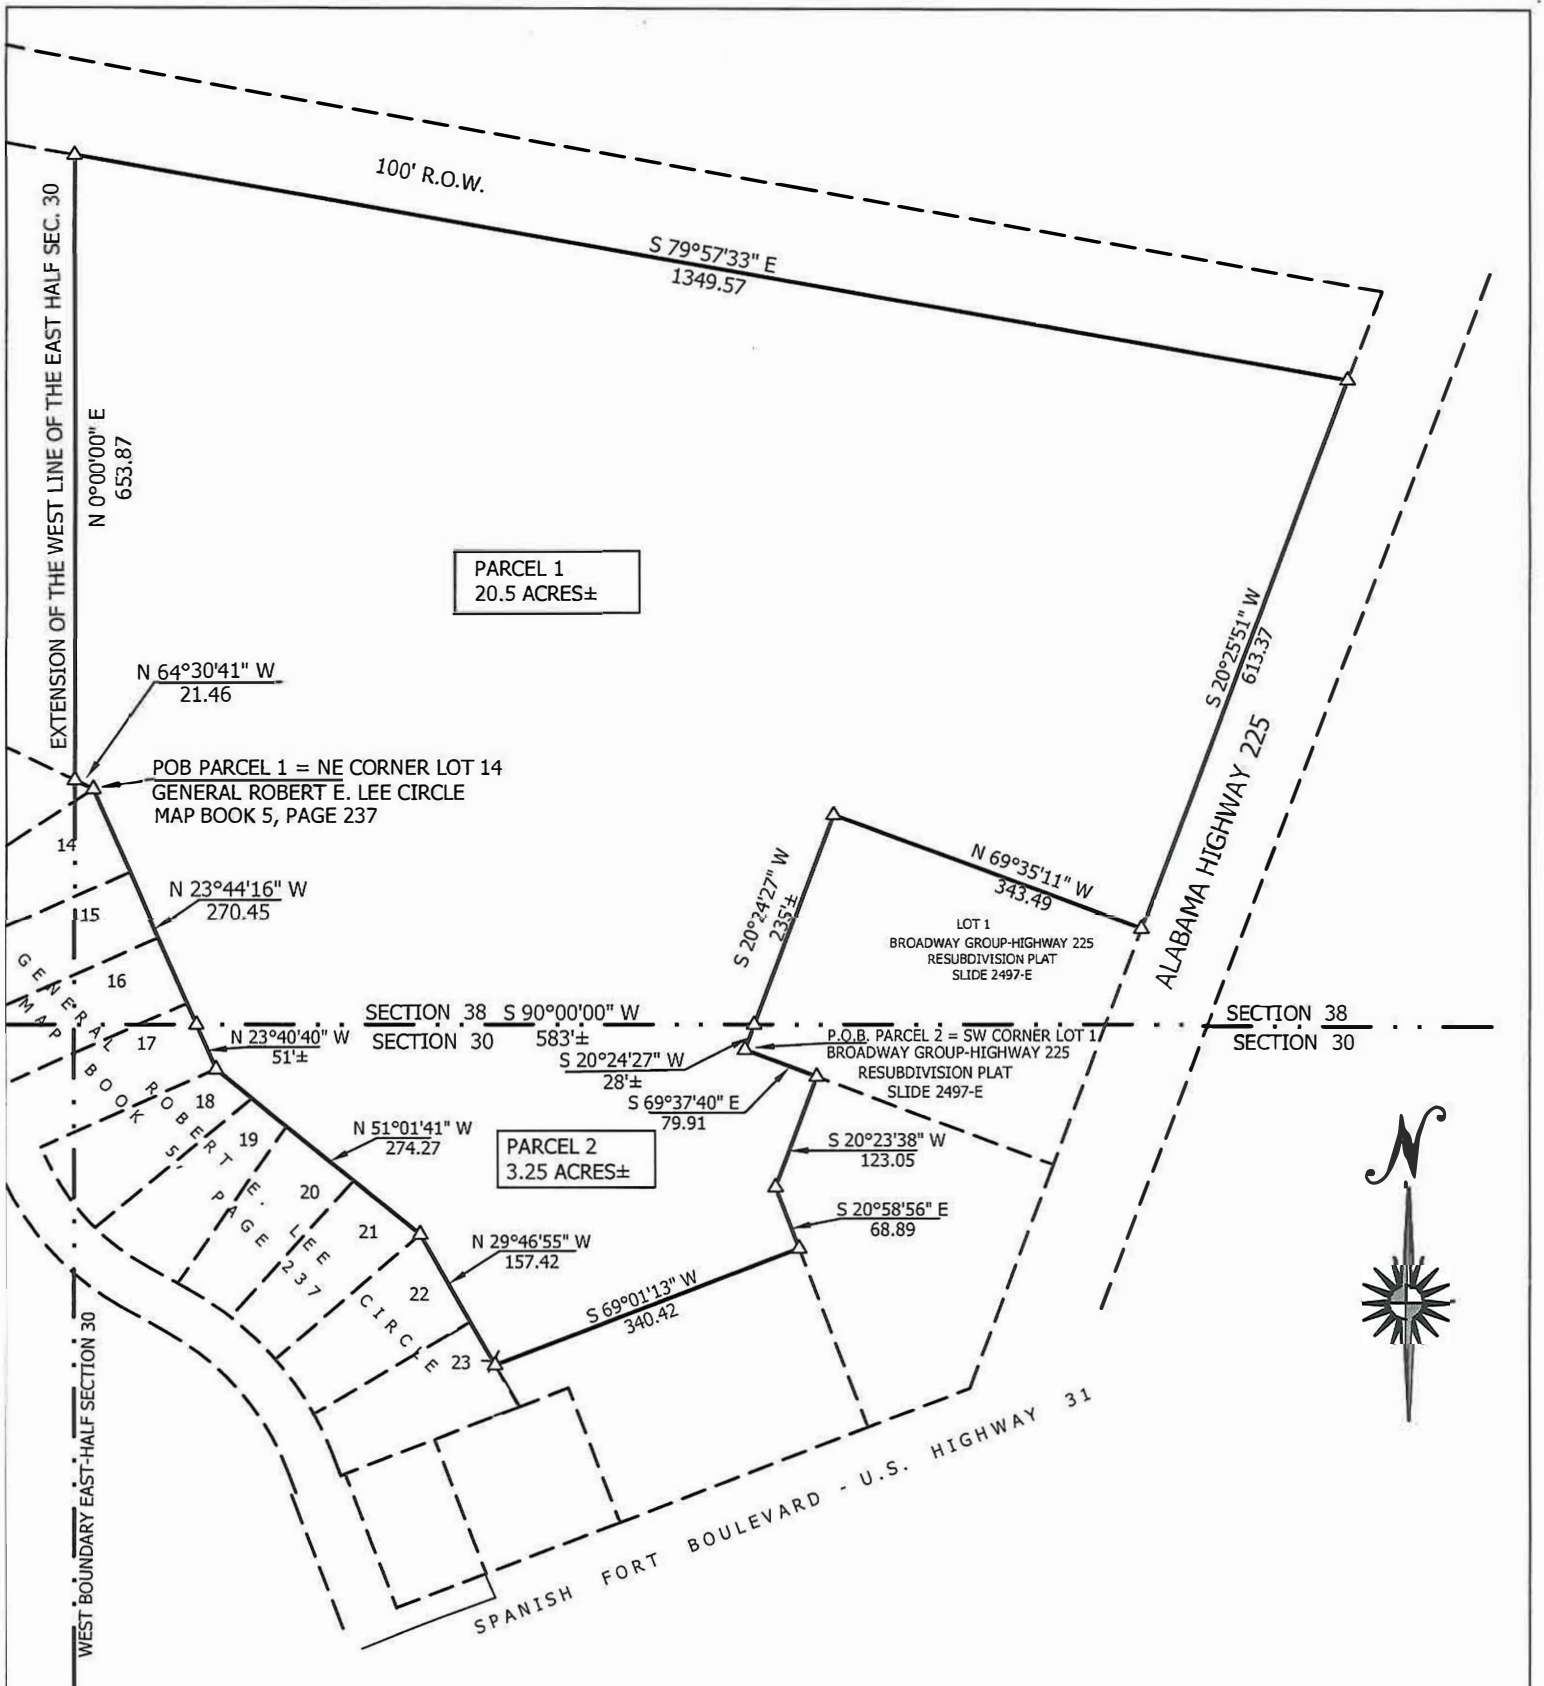 100' R.O.W.
S 79°57'33" E
1349.57
EXTENSION OF THE WEST LINE OF THE EAST HALF SEC. 30
N 0°00'00" E
653.87
PARCEL 1
20.5 ACRES±
S 20°25'51" W
613.37
N 64°30'41" W
21.46
ALABAMA HIGHWAY 225
POB PARCEL 1 = NE CORNER LOT 14
GENERAL ROBERT E. LEE CIRCLE
MAP BOOK 5, PAGE 237
14
N 69°35'11" W
343.49
S 20°24'27" W
235'±
N 23°44'16" W
270.45
15
LOT 1
BROADWAY GROUP-HIGHWAY 225
RESUBDIVISION PLAT
SLIDE 2497-E
16
GENERAL ROBERT E. LEE CIRCLE
MAP BOOK 5, PAGE 237
SECTION 38 S 90°00'00" W
SECTION 30 583'±
SECTION 38
SECTION 30
17
N 23°40'40" W
51'±
S 20°24'27" W
28'±
P.O.B. PARCEL 2 = SW CORNER LOT 1
BROADWAY GROUP-HIGHWAY 225
RESUBDIVISION PLAT
SLIDE 2497-E
18
S 69°37'40" E
79.91
19
N 51°01'41" W
274.27
PARCEL 2
3.25 ACRES±
S 20°23'38" W
123.05
N
20
21
S 20°58'56" E
68.89
N 29°46'55" W
157.42
22
S 69°01'13" W
340.42
23
WEST BOUNDARY EAST-HALF SECTION 30
SPANISH FORT BOULEVARD - U.S. HIGHWAY 31